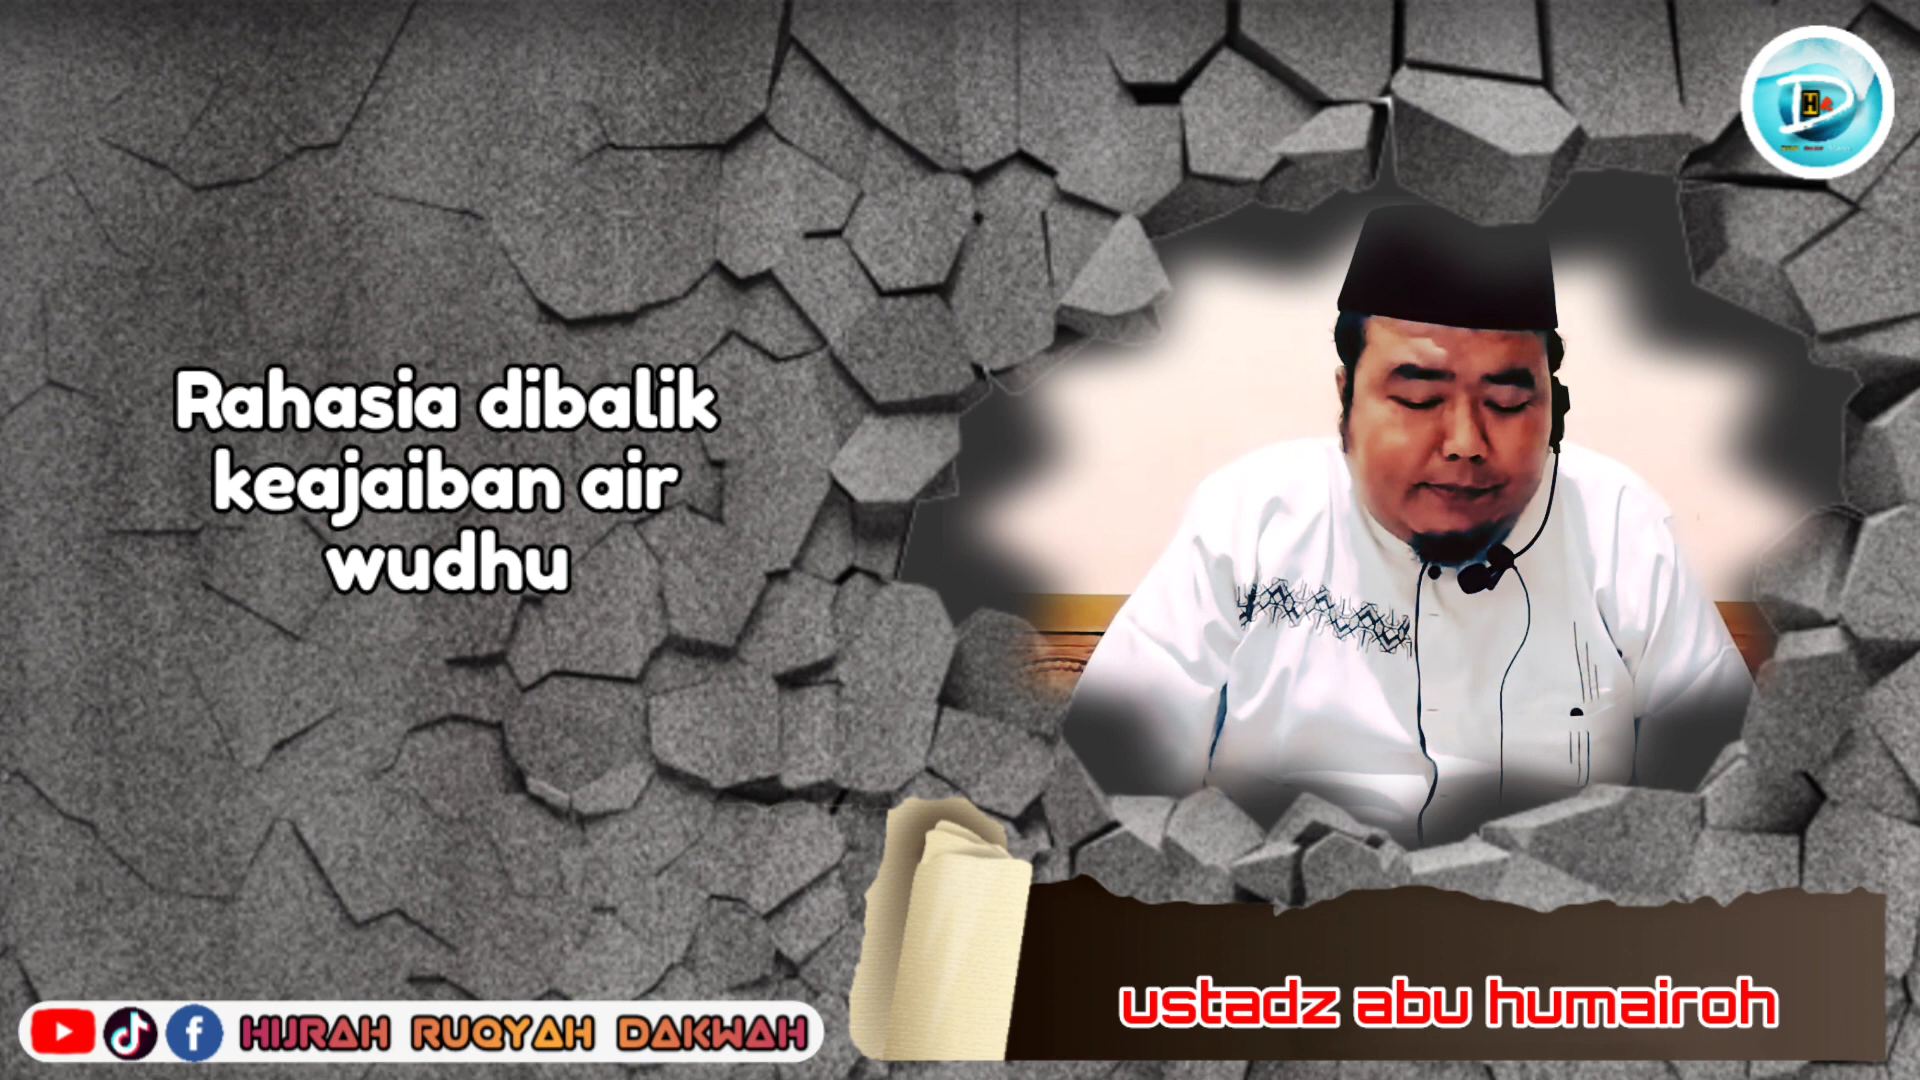 Rahasia dibalik
keajaiban air
wudhu
ustadz abu humairoh
HIJRAH RUQYAH DAKWAH